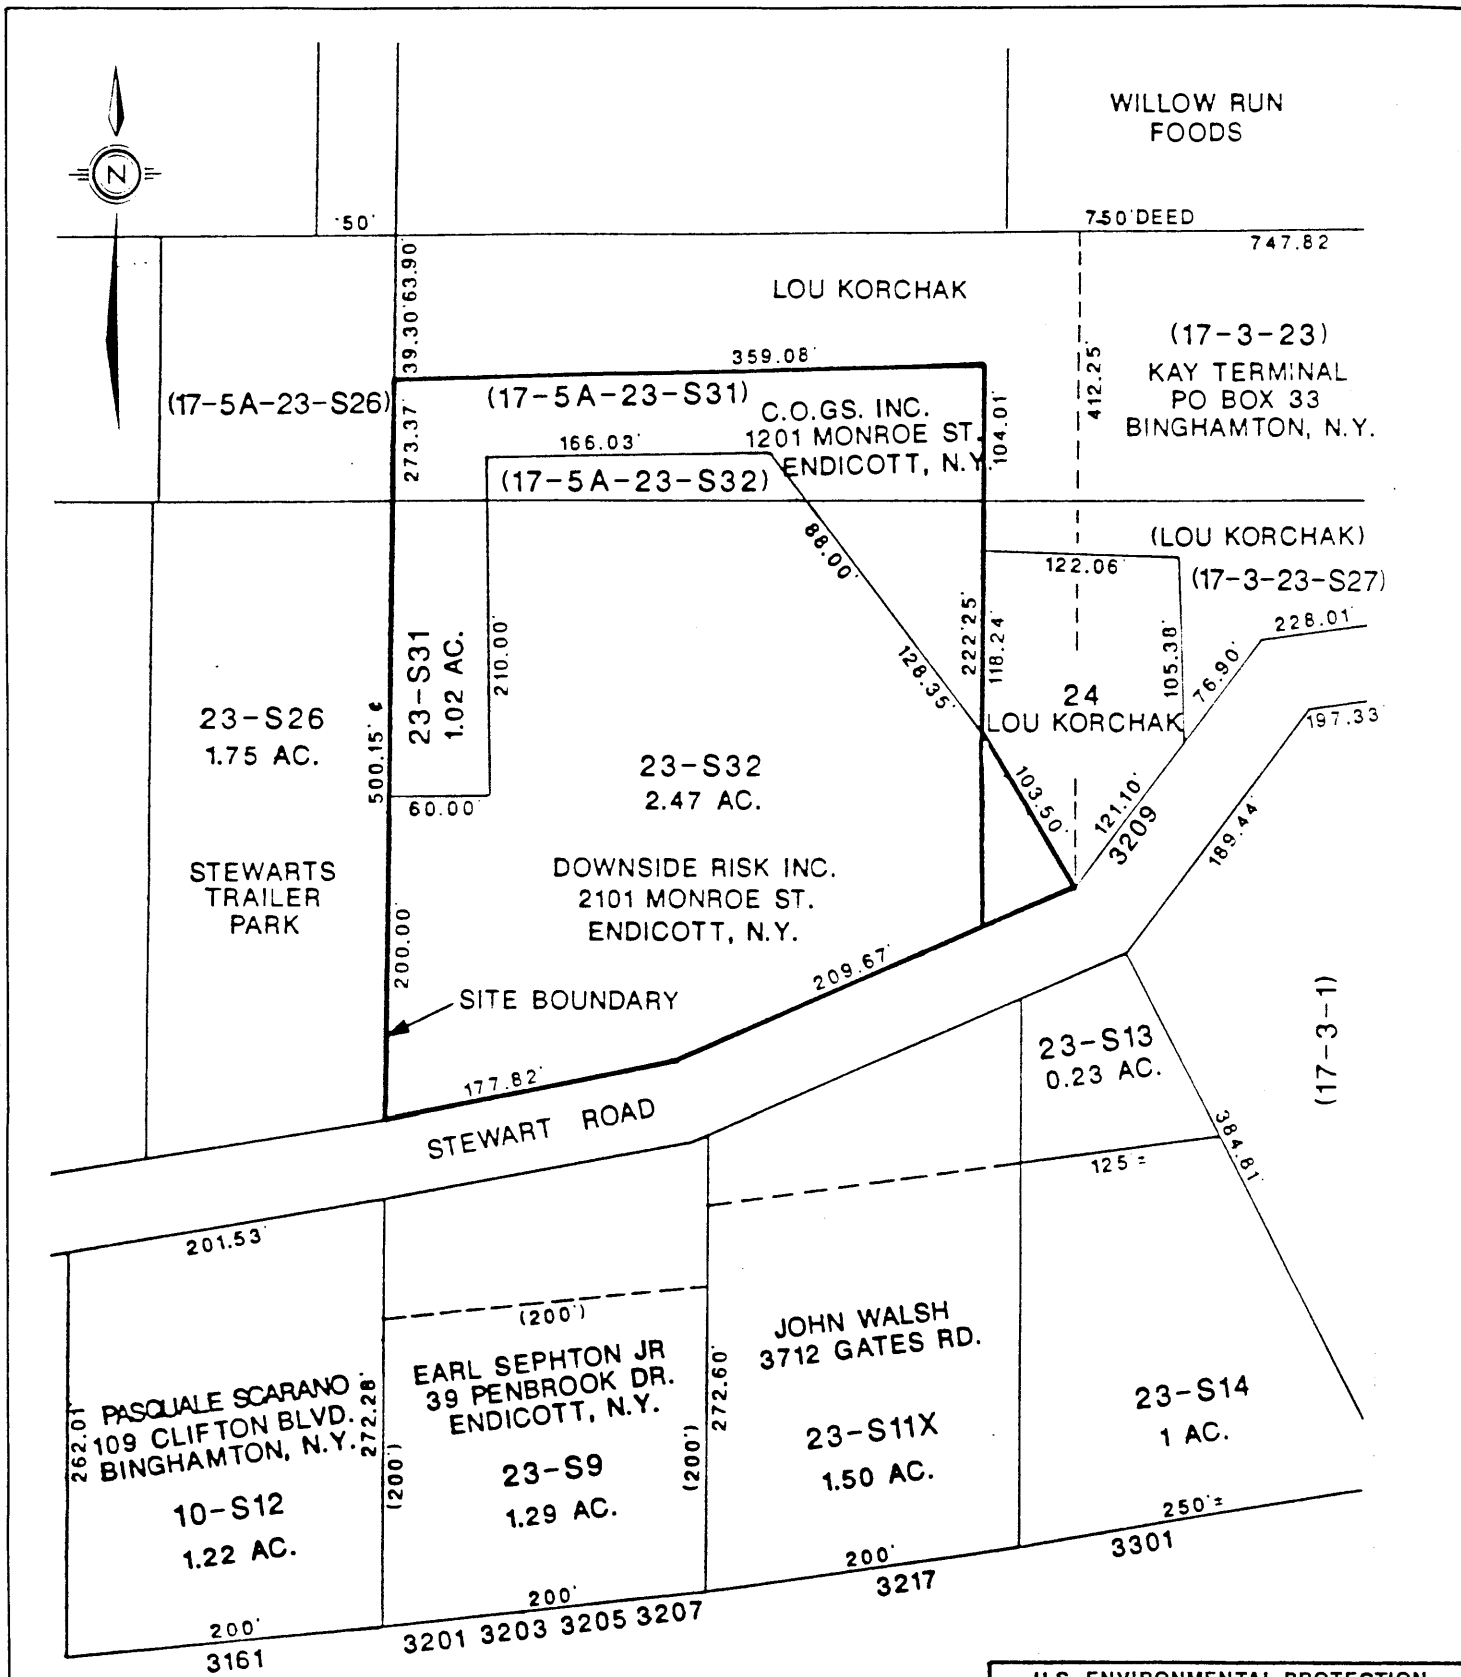 WILLOW RUN
FOODS
N
50'
750'DEED
747.82
39.30'
63.90'
LOU KORCHAK
(17-3-23)
KAY TERMINAL
PO BOX 33
BINGHAMTON, N.Y.
412.25'
359.08'
(17-5A-23-S26)
273.37'
(17-5A-23-S31)
C.O.GS. INC.
1201 MONROE ST.
ENDICOTT, N.Y.
104.01'
166.03'
(17-5A-23-S32)
88.00'
(LOU KORCHAK)
122.06'
(17-3-23-S27)
228.01'
23-S31
1.02 AC.
210.00'
222.25'
118.24'
105.38'
76.90'
128.35'
24
LOU KORCHAK
23-S26
1.75 AC.
500.15'
197.33'
60.00'
23-S32
2.47 AC.
103.50'
121.10'
3209
189.44'
STEWARTS
TRAILER
PARK
DOWNSIDE RISK INC.
2101 MONROE ST.
ENDICOTT, N.Y.
200.00'
209.67'
SITE BOUNDARY
177.82'
STEWART ROAD
23-S13
0.23 AC.
(17-3-1)
384.81'
125 ±
201.53'
(200')
262.01'
PASQUALE SCARANO
109 CLIFTON BLVD.
BINGHAMTON, N.Y.
10-S12
1.22 AC.
272.28'
(200')
EARL SEPHTON JR
39 PENBROOK DR.
ENDICOTT, N.Y.
23-S9
1.29 AC.
272.60'
(200')
JOHN WALSH
3712 GATES RD.
23-S11X
1.50 AC.
23-S14
1 AC.
200'
3161
200'
3201 3203 3205 3207
200'
3217
250'±
3301
U.S. ENVIRONMENTAL PROTECTION